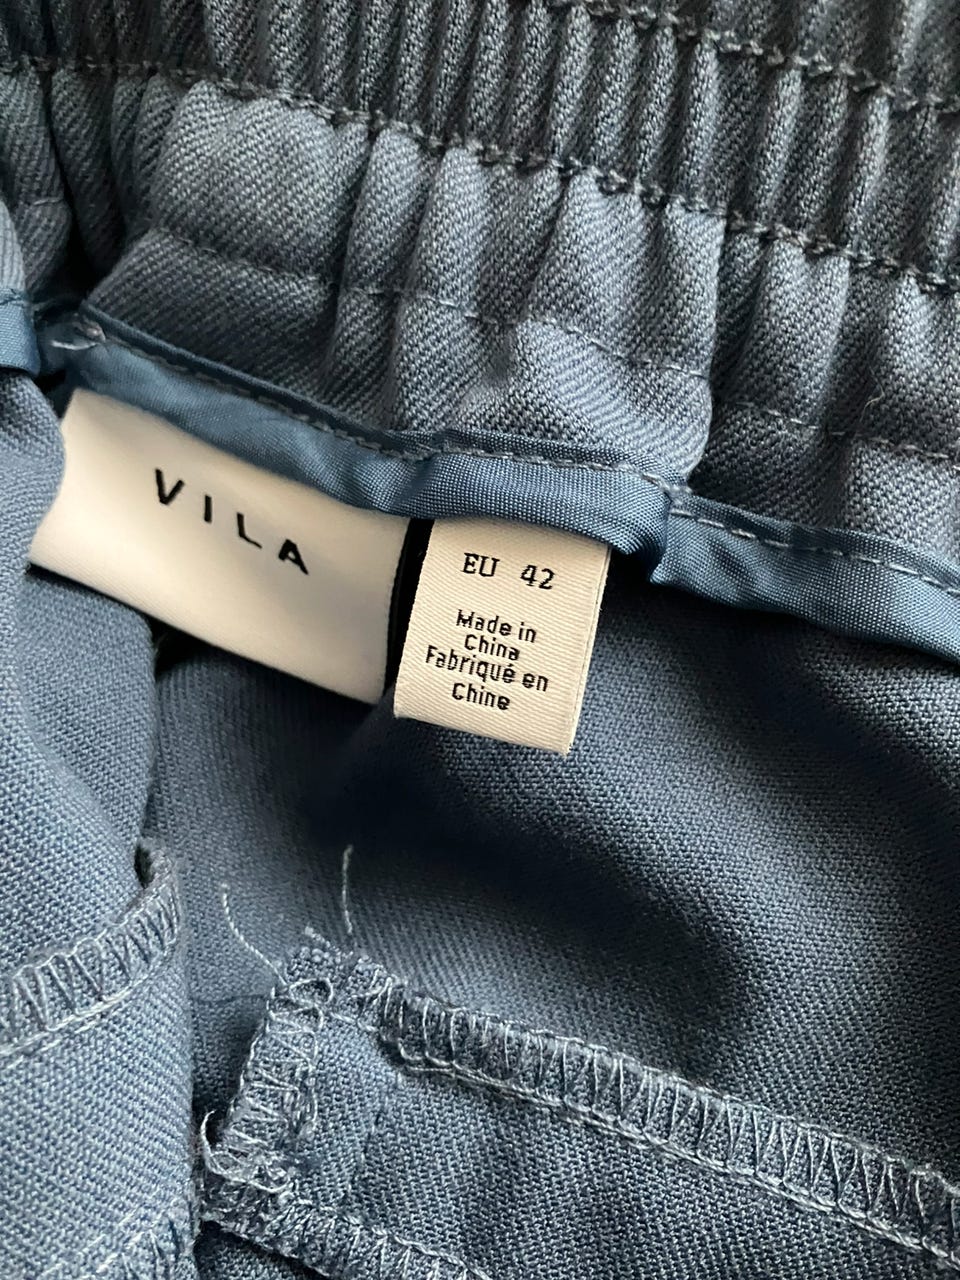 VILA
EU 42
Made in
China
Fabriqué en
Chine